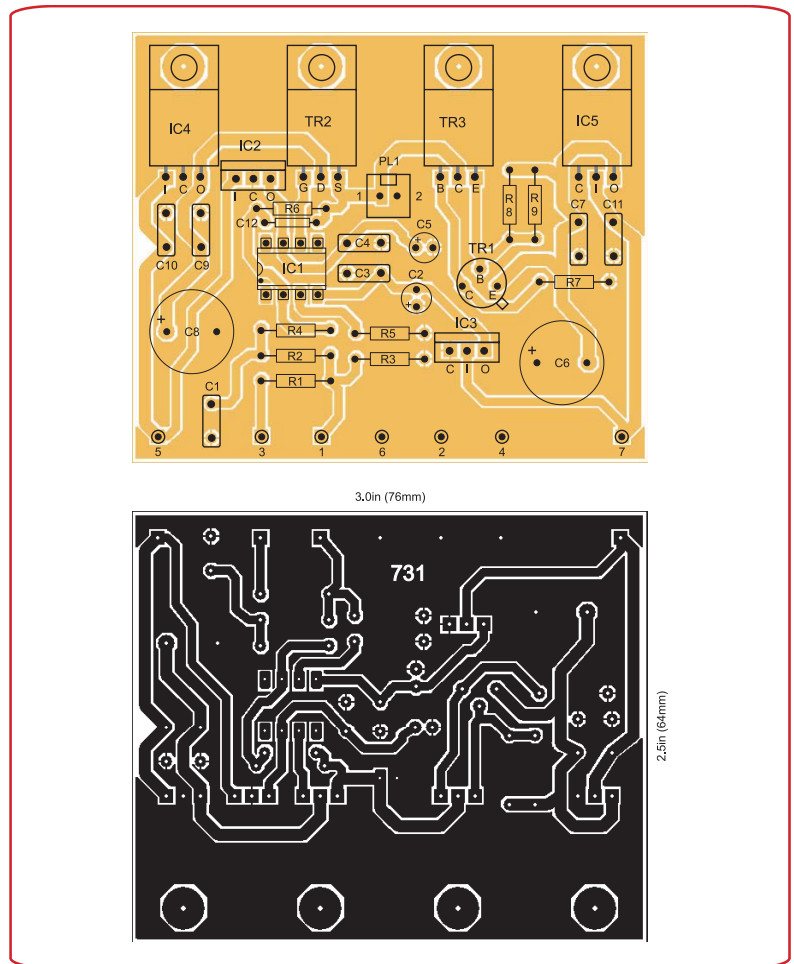 IC4
TR2
TR3
IC5
IC2
PL1
I C O
I C O
G D S
1 2
B C E
C I O
R6
C12
R8
R9
C7 C11
C5
C4
TR1
B
C E
C10 C9
IC1
C3
C2
R7
IC3
+
+
+
C8
R4
R5
R2
R3
R1
C I O
+
C6
C1
5 3 1 6 2 4 7
3.0in (76mm)
731
2.5in (64mm)